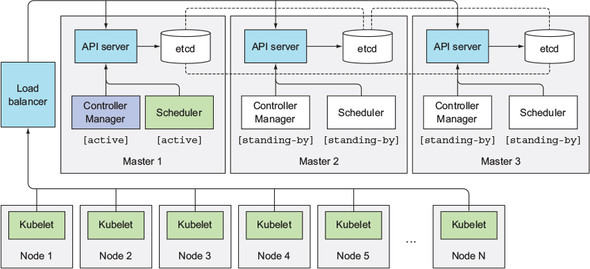 Load
balancer
API server
etcd
Controller
Manager
Scheduler
[active]
[active]
Master 1
API server
etcd
Controller
Manager
Scheduler
[standing-by]
[standing-by]
Master 2
API server
etcd
Controller
Manager
Scheduler
[standing-by]
[standing-by]
Master 3
Kubelet
Node 1
Kubelet
Node 2
Kubelet
Node 3
Kubelet
Node 4
Kubelet
Node 5
...
Kubelet
Node N